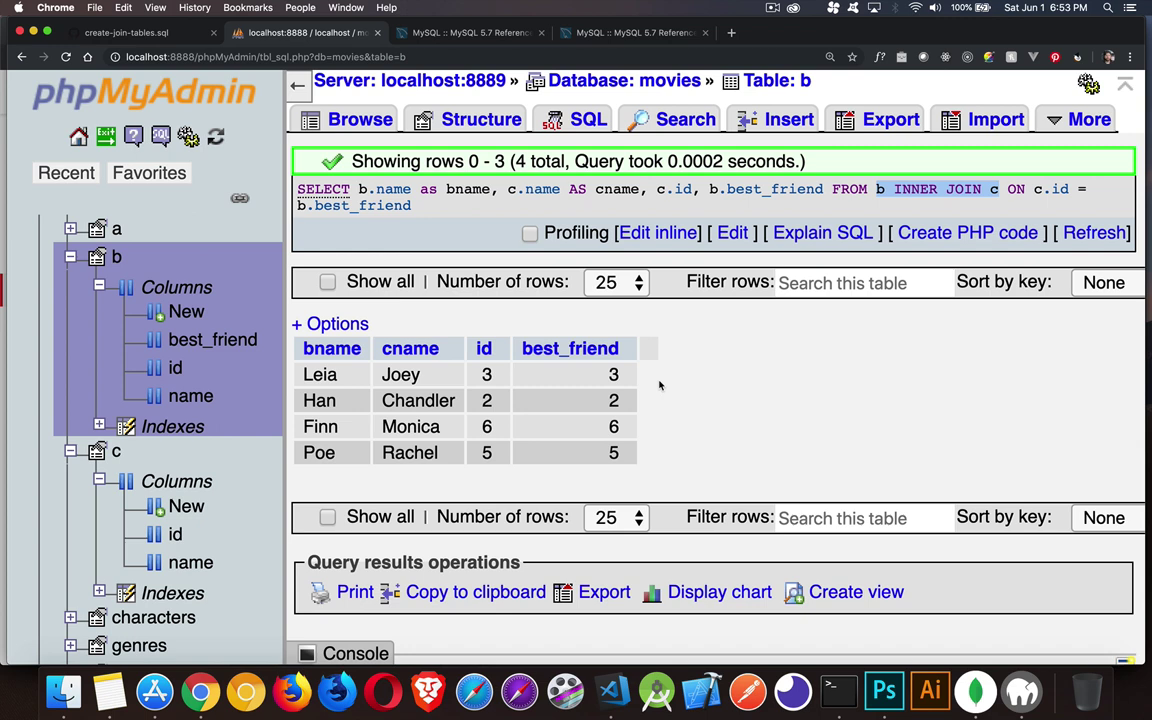 Chrome File Edit View History Bookmarks People Window Help 100% Sat Jun 1 6:53 PM
create-join-tables.sql localhost:8888 / localhost / mo MySQL :: MySQL 5.7 Referenc MySQL :: MySQL 5.7 Referenc
localhost:8888/phpMyAdmin/tbl_sql.php?db=movies&table=b
phpMyAdmin
Recent Favorites
a
b
Columns
New
best_friend
id
name
Indexes
c
Columns
New
id
name
Indexes
characters
genres
Server: localhost:8889 » Database: movies » Table: b
Browse Structure SQL Search Insert Export Import More
Showing rows 0 - 3 (4 total, Query took 0.0002 seconds.)
SELECT b.name as bname, c.name AS cname, c.id, b.best_friend FROM b INNER JOIN c ON c.id =
b.best_friend
Profiling [Edit inline] [ Edit ] [ Explain SQL ] [ Create PHP code ] [ Refresh]
Show all | Number of rows: 25 Filter rows: Search this table Sort by key: None
+ Options
bname cname id best_friend
Leia Joey 3 3
Han Chandler 2 2
Finn Monica 6 6
Poe Rachel 5 5
Show all | Number of rows: 25 Filter rows: Search this table Sort by key: None
Query results operations
Print Copy to clipboard Export Display chart Create view
Console
Ps Ai